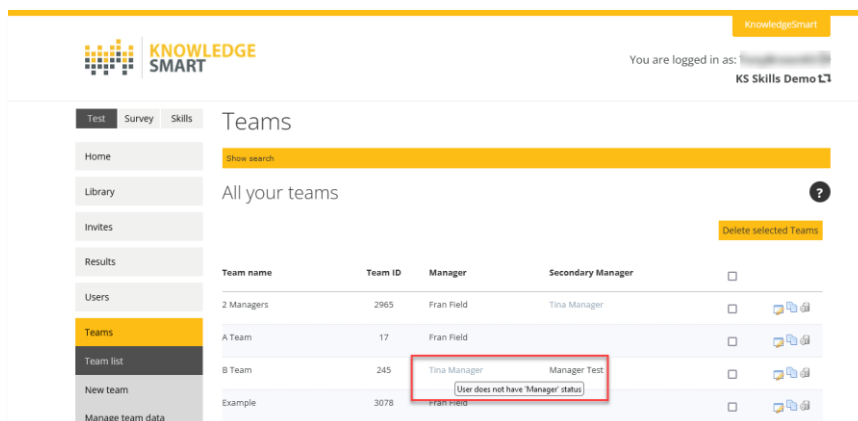 KnowledgeSmart
KNOWLEDGE
SMART
You are logged in as:
KS Skills Demo
Test Survey Skills
Teams
Home
Show search
Library
All your teams
?
Invites
Delete selected Teams
Results
Team name Team ID Manager Secondary Manager
Users
2 Managers 2965 Fran Field Tina Manager
Teams
A Team 17 Fran Field
Team list
B Team 245 Tina Manager Manager Test
User does not have 'Manager' status
New team
Example 3078 Fran Field
Manage team data